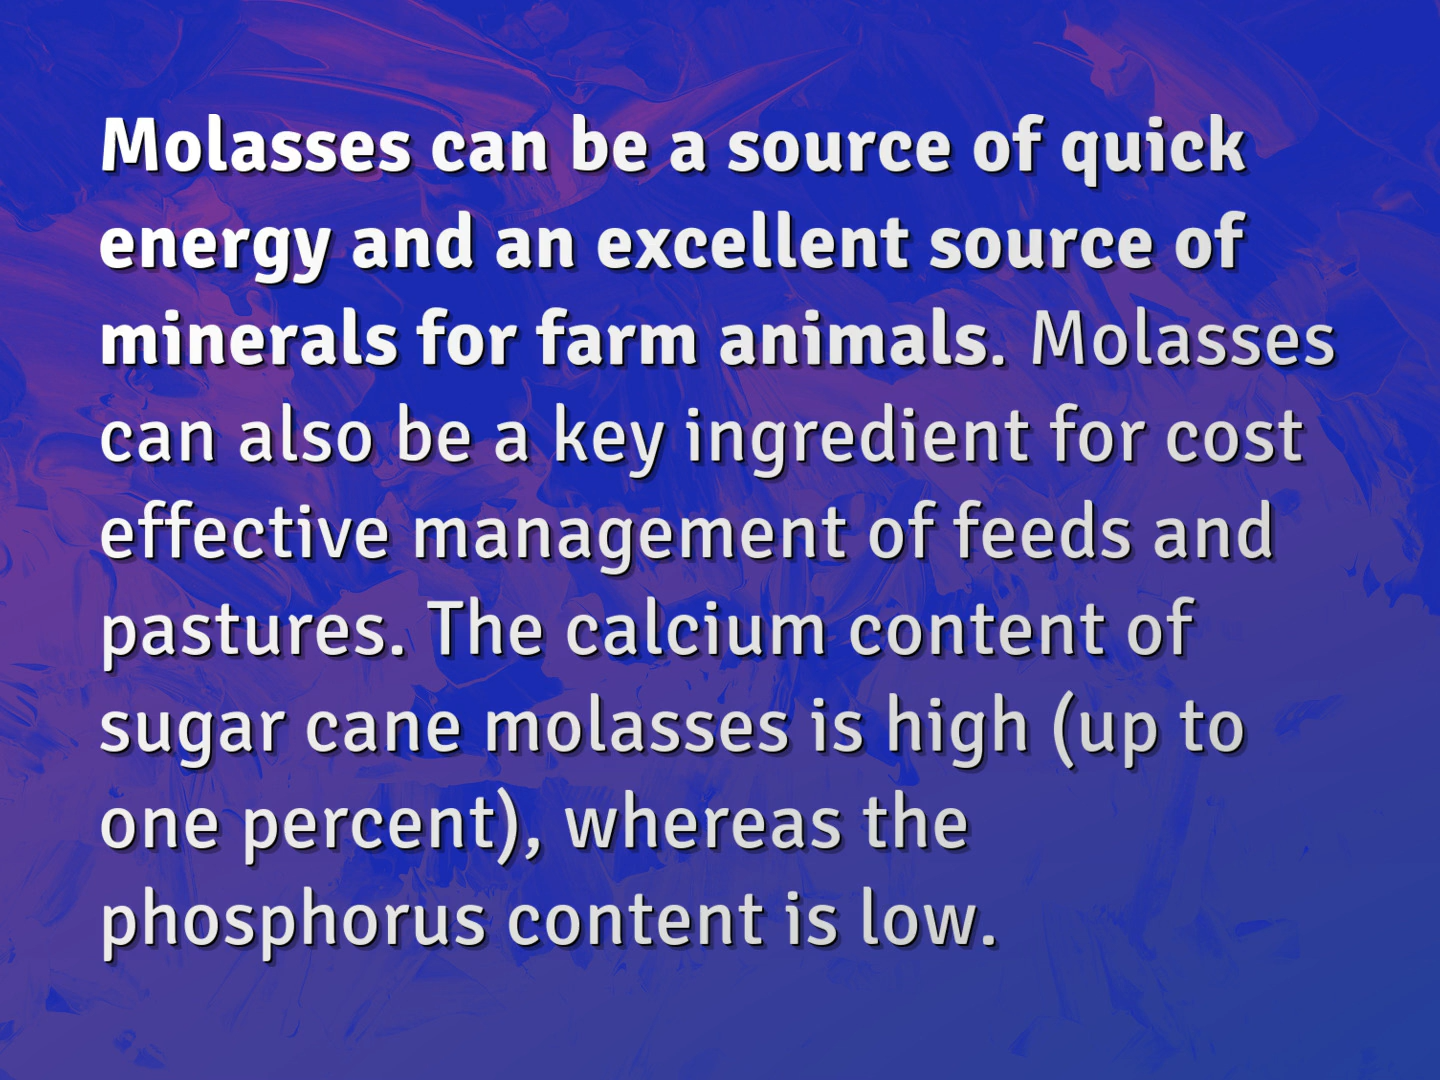 Molasses can be a source of quick
energy and an excellent source of
minerals for farm animals. Molasses
can also be a key ingredient for cost
effective management of feeds and
pastures. The calcium content of
sugar cane molasses is high (up to
one percent), whereas the
phosphorus content is low.